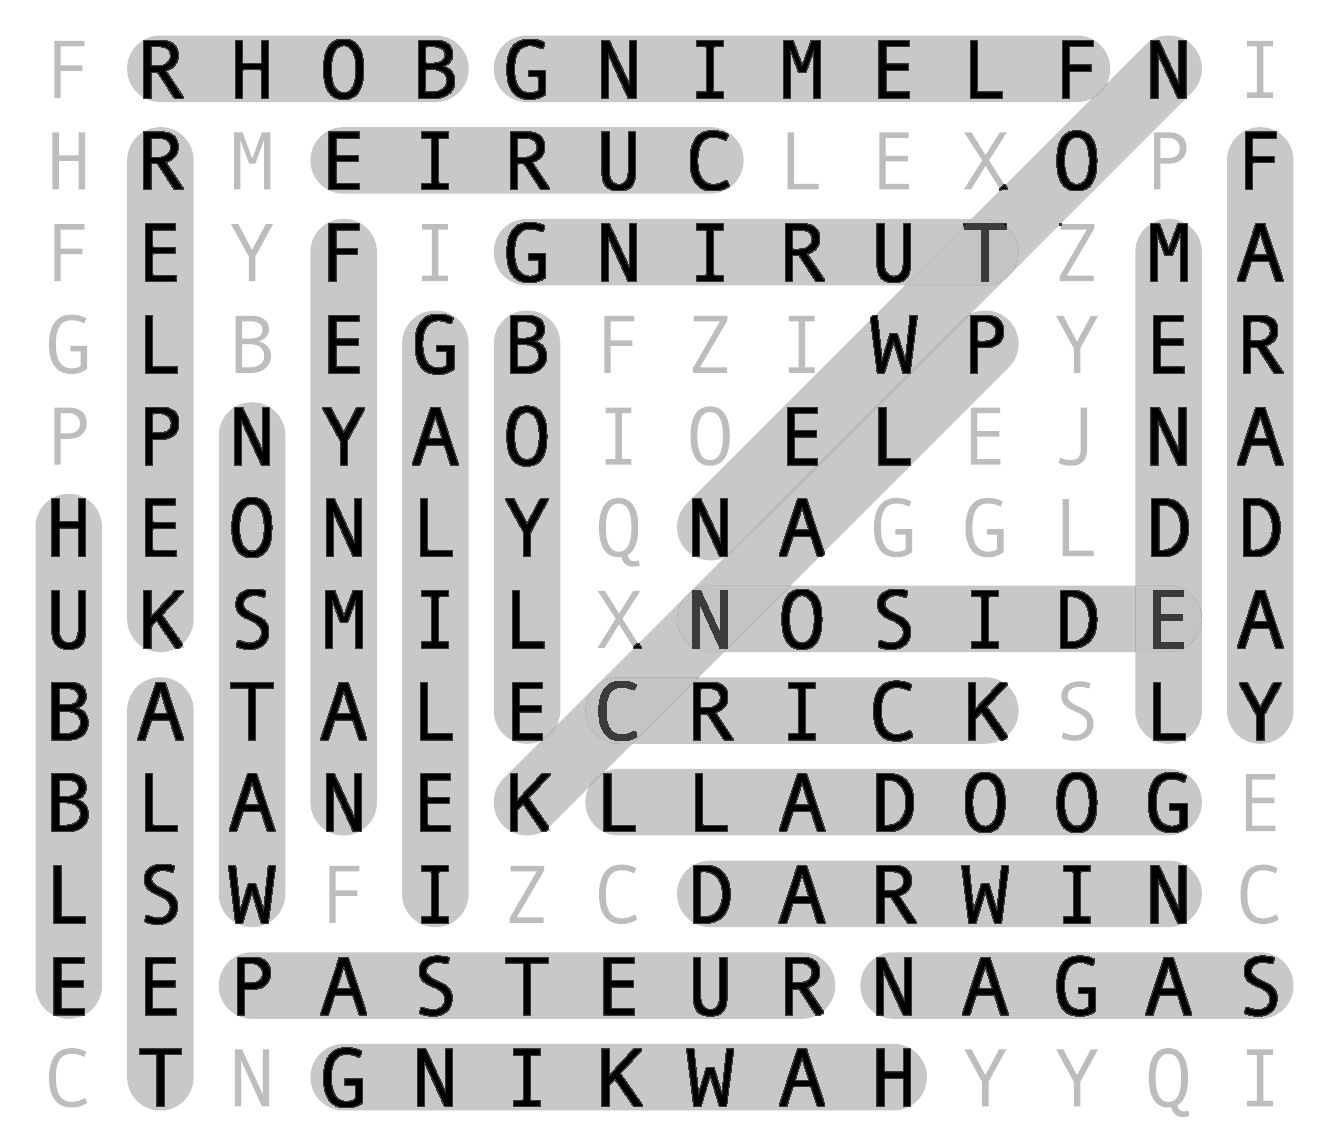 F R H O B G N I M E L F N I
H R M E I R U C L E X O P F
F E Y F I G N I R U T Z M A
G L B E G B F Z I W P Y E R
P P N Y A O I O E L E J N A
H E O N L Y Q N A G G L D D
U K S M I L X N O S I D E A
B A T A L E C R I C K S L Y
B L A N E K L L A D O O G E
L S W F I Z C D A R W I N C
E E P A S T E U R N A G A S
C T N G N I K W A H Y Y Q I